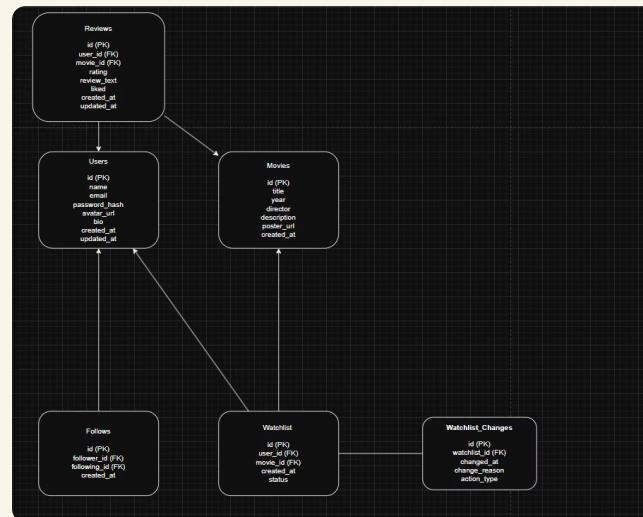 Reviews
id (PK)
user_id (FK)
movie_id (FK)
rating
review_text
liked
created_at
updated_at
Users
id (PK)
name
email
password_hash
avatar_url
bio
created_at
updated_at
Movies
id (PK)
title
year
director
description
poster_url
created_at
Follows
id (PK)
follower_id (FK)
following_id (FK)
created_at
Watchlist
id (PK)
user_id (FK)
movie_id (FK)
created_at
status
Watchlist_Changes
id (PK)
watchlist_id (FK)
changed_at
change_reason
action_type